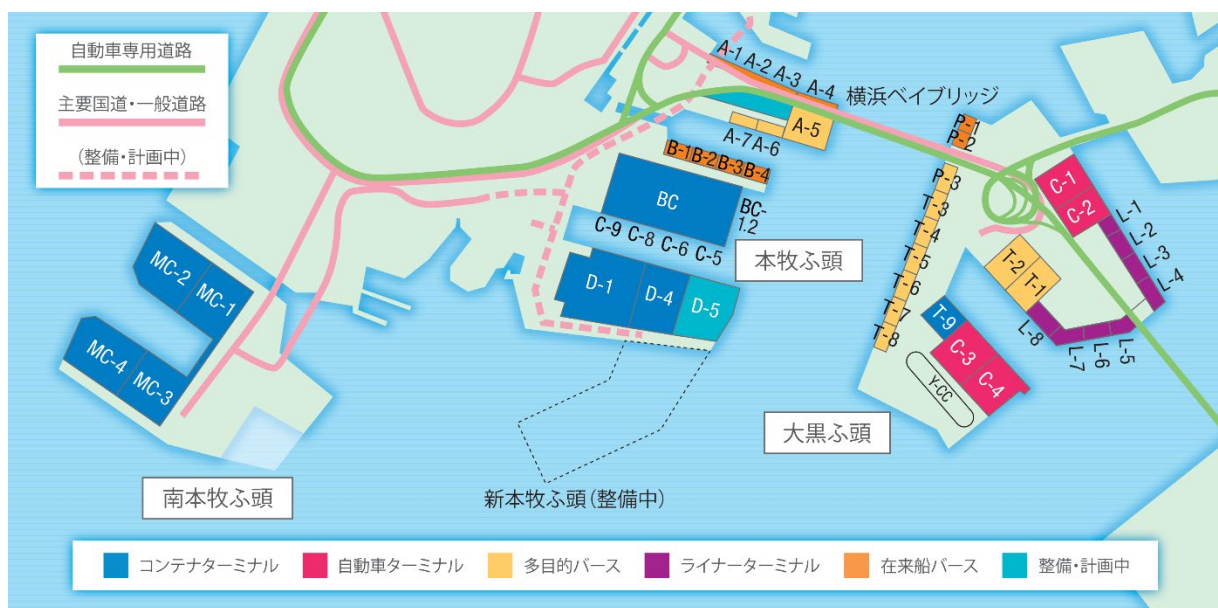 自動車専用道路
主要国道・一般道路
(整備・計画中)
A-1
A-2
A-3
A-4
横浜ベイブリッジ
A-5
A-7
A-6
B-1
B-2
B-3
B-4
BC
BC-1.2
C-9
C-8
C-6
C-5
本牧ふ頭
D-1
D-4
D-5
MC-2
MC-1
MC-4
MC-3
南本牧ふ頭
新本牧ふ頭(整備中)
P-1
P-2
P-3
T-3
T-4
T-5
T-6
T-7
T-8
C-1
C-2
L-1
L-2
L-3
L-4
T-2
T-1
L-8
L-7
L-6
L-5
T-9
C-3
C-4
Y-CC
大黒ふ頭
コンテナターミナル
自動車ターミナル
多目的バース
ライナーターミナル
在来船バース
整備・計画中